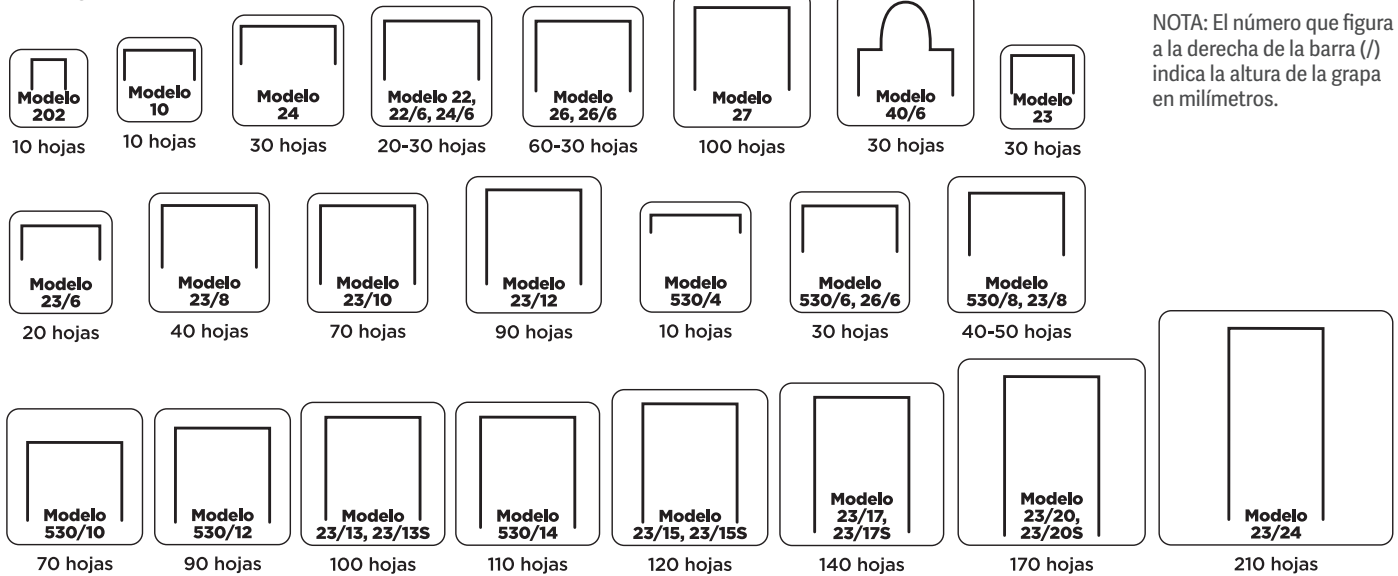 NOTA: El número que figura
a la derecha de la barra (/)
indica la altura de la grapa
en milímetros.
Modelo
202
10 hojas
Modelo
10
10 hojas
Modelo
24
30 hojas
Modelo 22,
22/6, 24/6
20-30 hojas
Modelo
26, 26/6
60-30 hojas
Modelo
27
100 hojas
Modelo
40/6
30 hojas
Modelo
23
30 hojas
Modelo
23/6
20 hojas
Modelo
23/8
40 hojas
Modelo
23/10
70 hojas
Modelo
23/12
90 hojas
Modelo
530/4
10 hojas
Modelo
530/6, 26/6
30 hojas
Modelo
530/8, 23/8
40-50 hojas
Modelo
530/10
70 hojas
Modelo
530/12
90 hojas
Modelo
23/13, 23/13S
100 hojas
Modelo
530/14
110 hojas
Modelo
23/15, 23/15S
120 hojas
Modelo
23/17,
23/17S
140 hojas
Modelo
23/20,
23/20S
170 hojas
Modelo
23/24
210 hojas